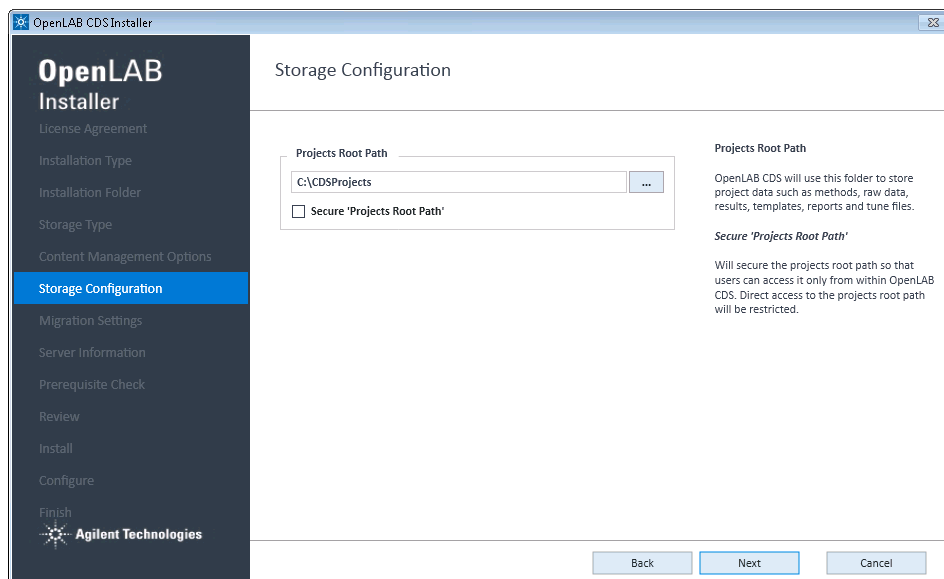 OpenLAB CDS Installer
OpenLAB
Installer
License Agreement
Installation Type
Installation Folder
Storage Type
Content Management Options
Storage Configuration
Migration Settings
Server Information
Prerequisite Check
Review
Install
Configure
Finish
Agilent Technologies
Storage Configuration
Projects Root Path
C:\CDSProjects
...
Secure 'Projects Root Path'
Projects Root Path
OpenLAB CDS will use this folder to store
project data such as methods, raw data,
results, templates, reports and tune files.
Secure 'Projects Root Path'
Will secure the projects root path so that
users can access it only from within OpenLAB
CDS. Direct access to the projects root path
will be restricted.
Back
Next
Cancel